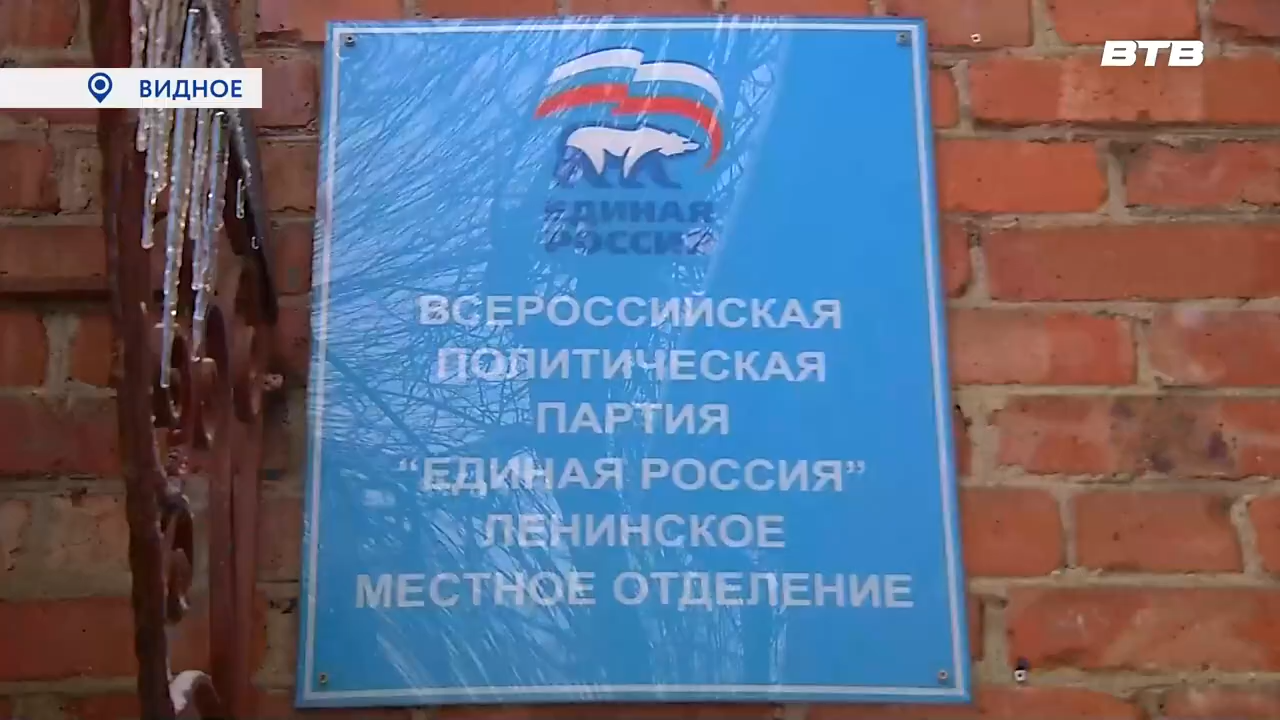 ВТВ
ВИДНОЕ
ЕДИНАЯ
РОССИЯ
ВСЕРОССИЙСКАЯ
ПОЛИТИЧЕСКАЯ
ПАРТИЯ
“ЕДИНАЯ РОССИЯ”
ЛЕНИНСКОЕ
МЕСТНОЕ ОТДЕЛЕНИЕ